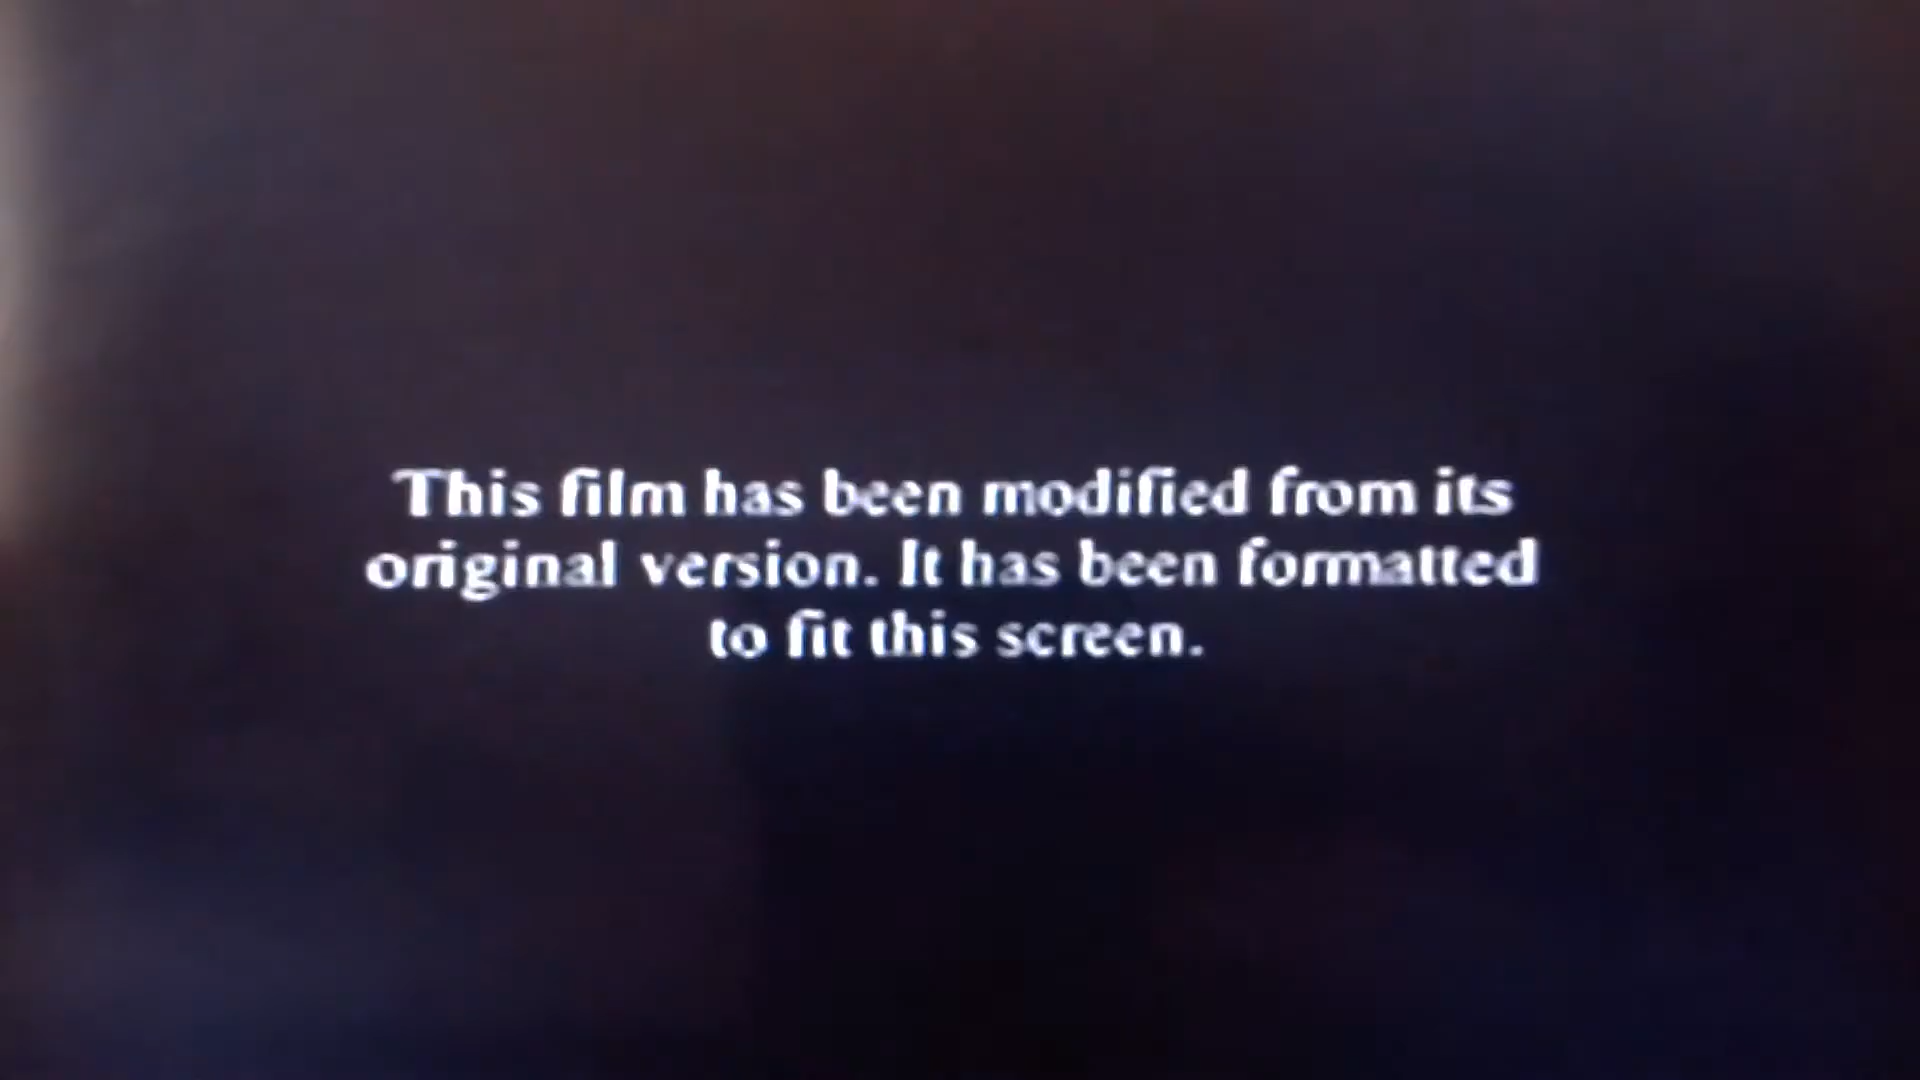 This film has been modified from its
original version. It has been formatted
to fit this screen.